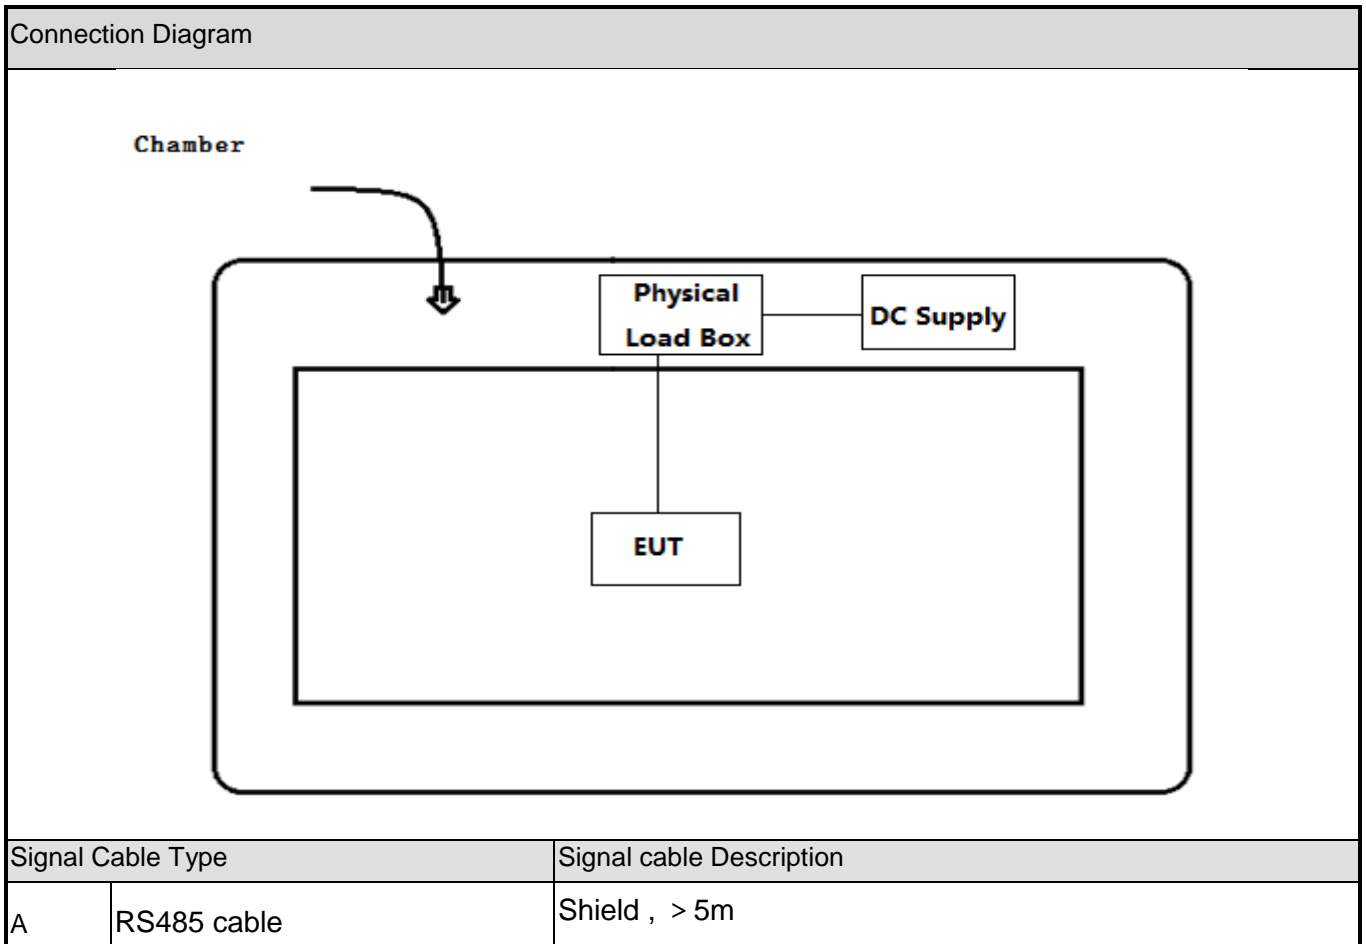 Connection Diagram
Chamber
Physical
Load Box
DC Supply
EUT
Signal Cable Type
Signal cable Description
A
RS485 cable
Shield , ＞5m